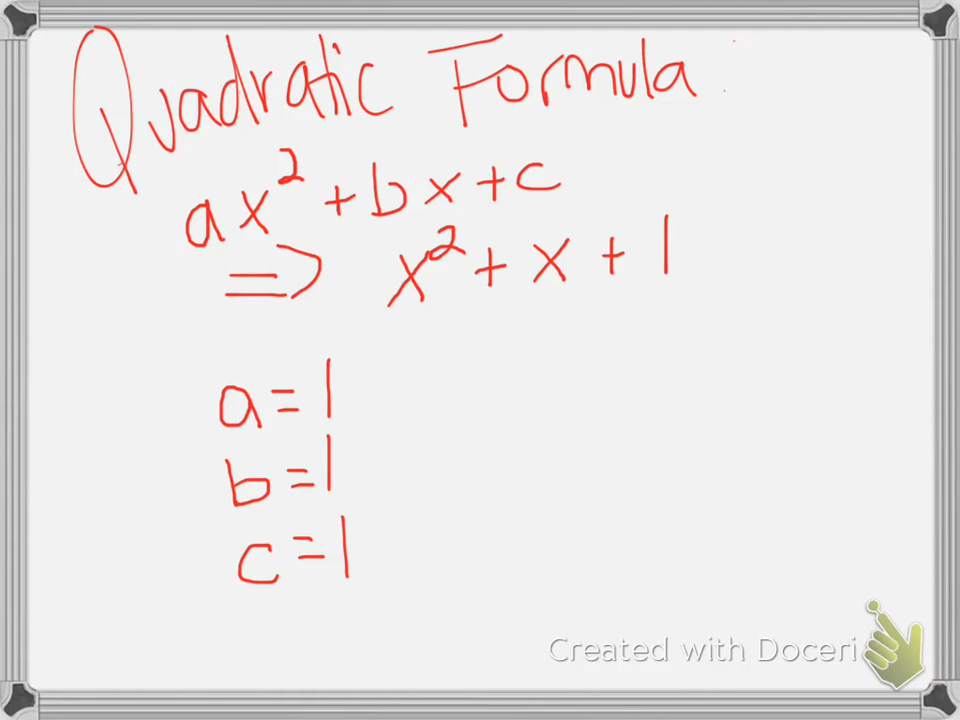 Quadratic Formula:
ax² + bx + c
=> x² + x + 1
a = 1
b = 1
c = 1
Created with Doceri